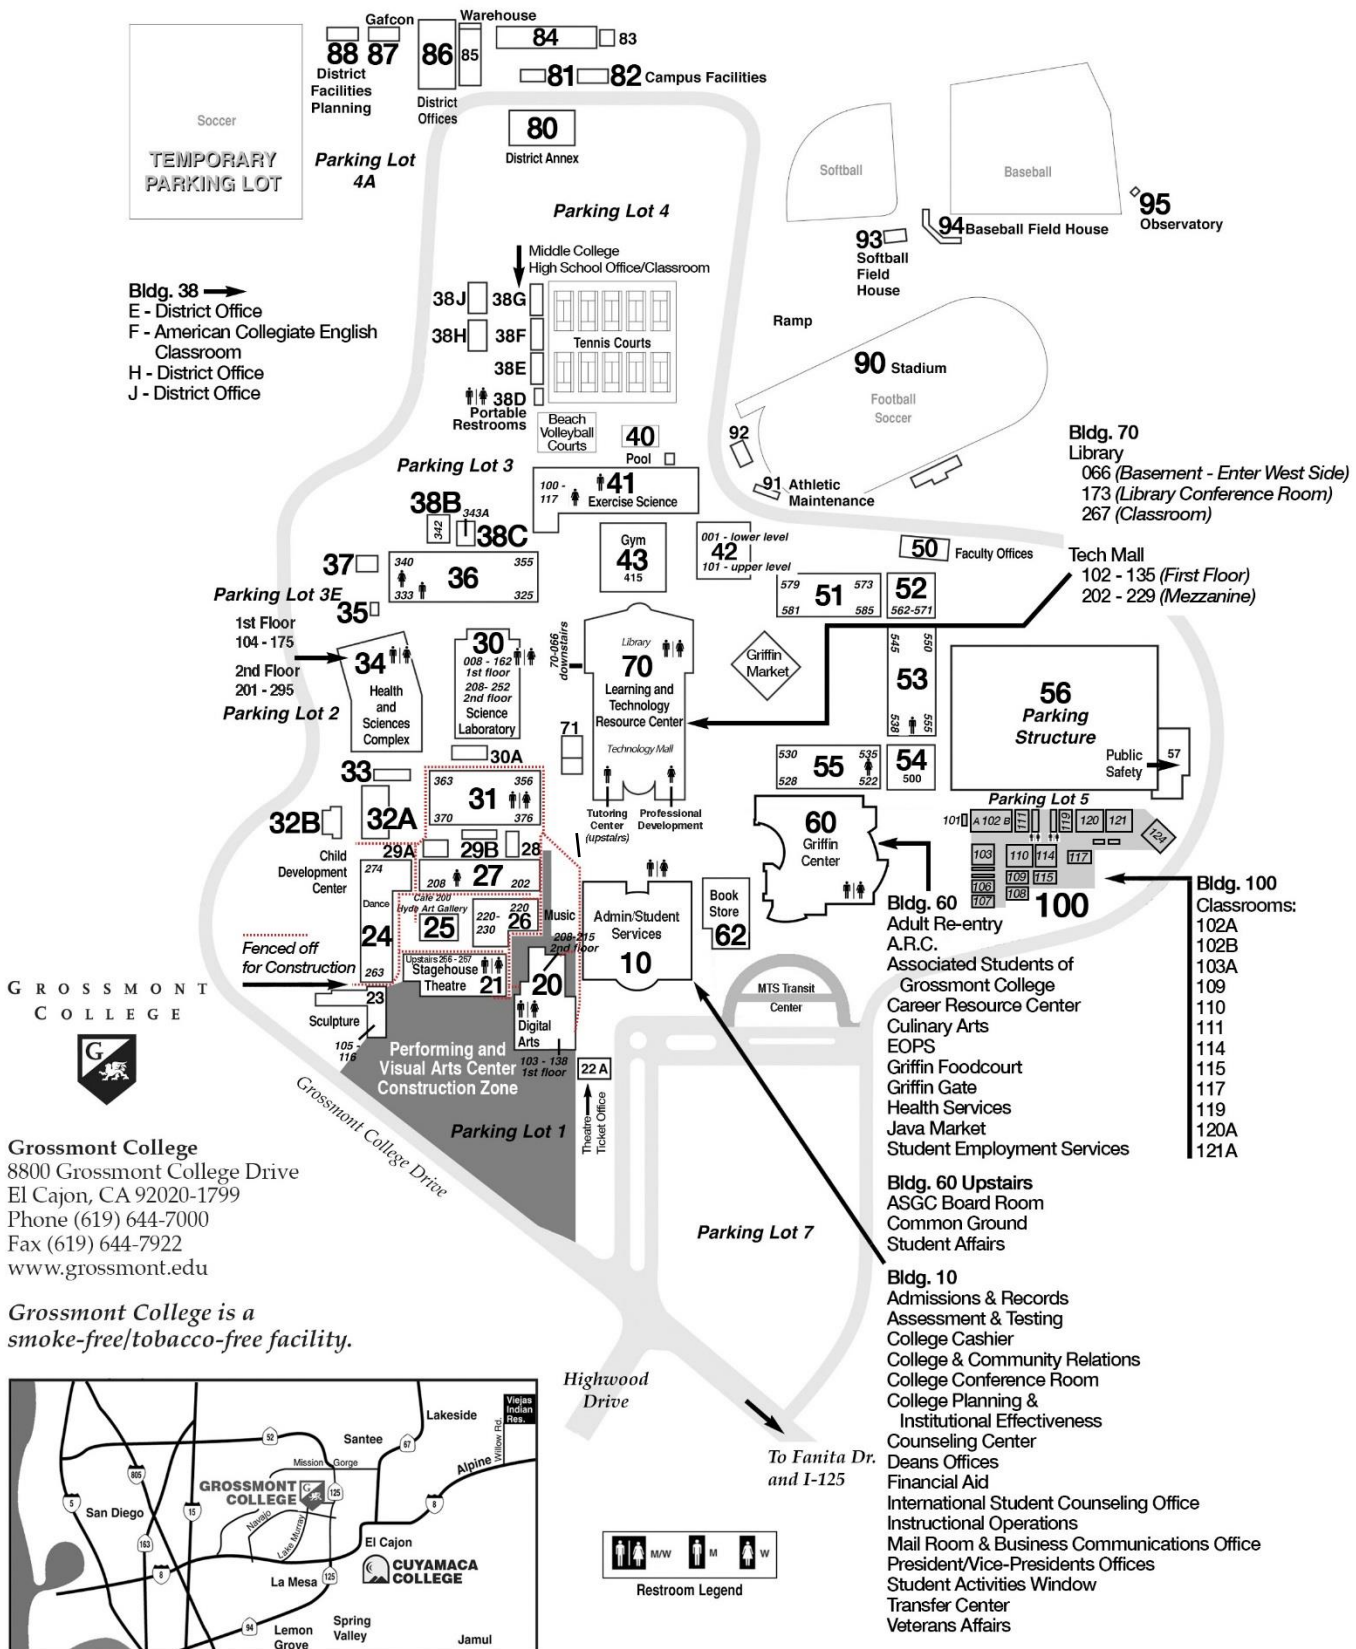 Gafcon
Warehouse
88
87
86
85
84
83
District
Facilities
Planning
District
Offices
81
82 Campus Facilities
80
District Annex
Soccer
TEMPORARY
PARKING LOT
Parking Lot
4A
Parking Lot 4
Softball
Baseball
95
Observatory
94 Baseball Field House
93
Softball
Field
House
Middle College
High School Office/Classroom
Bldg. 38
E - District Office
F - American Collegiate English
Classroom
H - District Office
J - District Office
38J
38G
38H
38F
38E
38D
Portable
Restrooms
Tennis Courts
Ramp
90 Stadium
Football
Soccer
Beach
Volleyball
Courts
40
Pool
92
91 Athletic
Maintenance
Bldg. 70
Library
066 (Basement - Enter West Side)
173 (Library Conference Room)
267 (Classroom)
Tech Mall
102 - 135 (First Floor)
202 - 229 (Mezzanine)
Parking Lot 3
38B
342
343A
38C
100 -
117
41
Exercise Science
Gym
43
415
001 - lower level
42
101 - upper level
50 Faculty Offices
37
340
355
36
333
325
Parking Lot 3E
35
579
573
51
581
585
52
562-571
1st Floor
104 - 175
2nd Floor
201 - 295
Parking Lot 2
34
Health
and
Sciences
Complex
30
008 - 162
1st floor
208- 252
2nd floor
Science
Laboratory
30A
70-066
downstairs
Library
70
Learning and
Technology
Resource Center
Technology Mall
71
Tutoring
Center
(upstairs)
Professional
Development
Griffin
Market
545
550
53
538
555
56
Parking
Structure
Public
Safety
57
530
535
55
528
522
54
500
33
32A
32B
363
356
31
370
376
Child
Development
Center
29A
29B
28
208
27
202
274
Dance
24
263
Cafe 200
Hyde Art Gallery
25
220-
230
220
26
Music
208-215
2nd floor
Upstairs 256 - 257
Stagehouse
Theatre
21
20
Digital
Arts
103 - 138
1st floor
Fenced off
for Construction
23
Sculpture
105 -
116
Admin/Student
Services
10
Book
Store
62
60
Griffin
Center
MTS Transit
Center
Parking Lot 5
101
A 102 B
111
119
120
121
124
103
110
114
117
109
115
106
108
107
100
Bldg. 100
Classrooms:
102A
102B
103A
109
110
111
114
115
117
119
120A
121A
Bldg. 60
Adult Re-entry
A.R.C.
Associated Students of
Grossmont College
Career Resource Center
Culinary Arts
EOPS
Griffin Foodcourt
Griffin Gate
Health Services
Java Market
Student Employment Services
Bldg. 60 Upstairs
ASGC Board Room
Common Ground
Student Affairs
Bldg. 10
Admissions & Records
Assessment & Testing
College Cashier
College & Community Relations
College Conference Room
College Planning &
Institutional Effectiveness
Counseling Center
Deans Offices
Financial Aid
International Student Counseling Office
Instructional Operations
Mail Room & Business Communications Office
President/Vice-Presidents Offices
Student Activities Window
Transfer Center
Veterans Affairs
Performing and
Visual Arts Center
Construction Zone
Parking Lot 1
22 A
Theatre
Ticket Office
Grossmont College Drive
Parking Lot 7
Highwood
Drive
To Fanita Dr.
and I-125
GROSSMONT
COLLEGE
G
Grossmont College
8800 Grossmont College Drive
El Cajon, CA 92020-1799
Phone (619) 644-7000
Fax (619) 644-7922
www.grossmont.edu
Grossmont College is a
smoke-free/tobacco-free facility.
Viejas
Indian
Res.
Lakeside
Willow Rd.
52
Santee
67
Mission Gorge
Alpine
805
GROSSMONT
COLLEGE
G
125
5
San Diego
15
Navajo
Lake Murray
8
163
El Cajon
CUYAMACA
COLLEGE
8
La Mesa
125
94
Lemon
Grove
Spring
Valley
Jamul
M/W
M
W
Restroom Legend